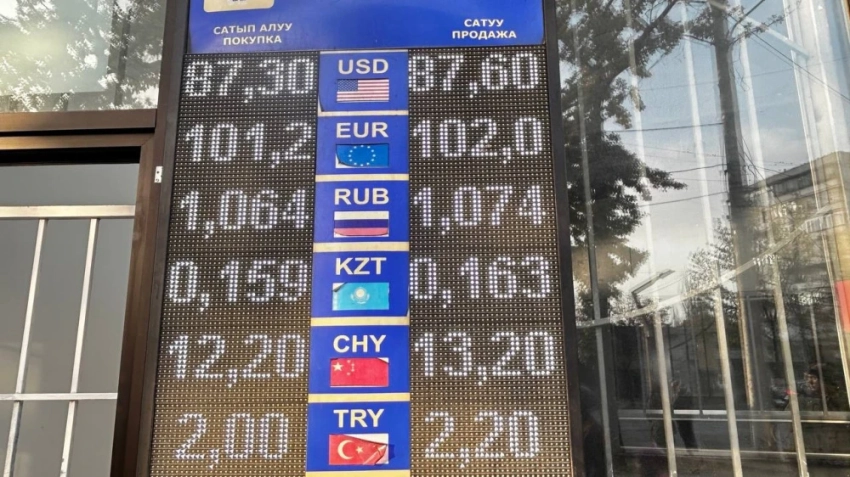 САТЫП АЛУУ
ПОКУПКА
САТУУ
ПРОДАЖА
87,30 USD 87,60
101,2 EUR 102,0
1,064 RUB 1,074
0,159 KZT 0,163
12,20 CHY 13,20
2,00 TRY 2,20